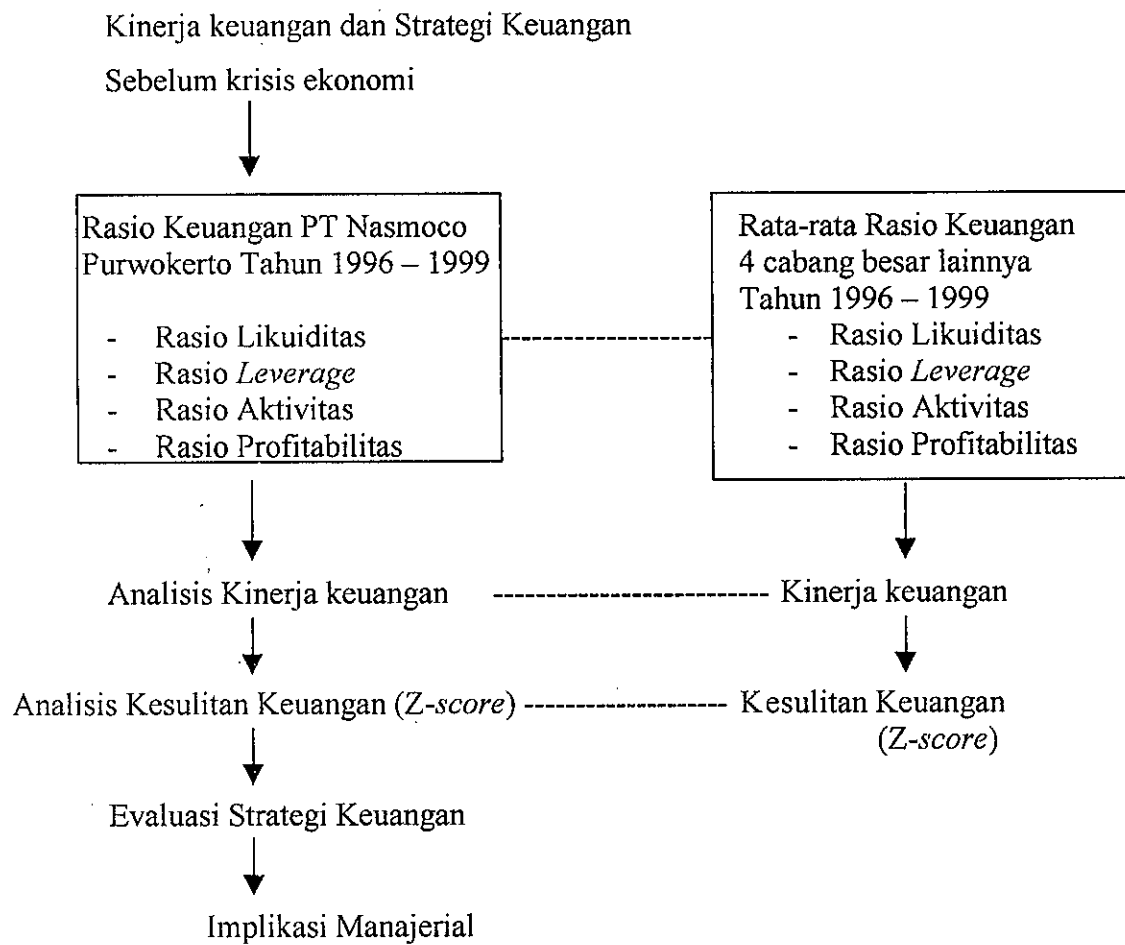 Kinerja keuangan dan Strategi Keuangan
Sebelum krisis ekonomi
Rasio Keuangan PT Nasmoco
Purwokerto Tahun 1996 – 1999
- Rasio Likuiditas
- Rasio Leverage
- Rasio Aktivitas
- Rasio Profitabilitas
Rata-rata Rasio Keuangan
4 cabang besar lainnya
Tahun 1996 – 1999
- Rasio Likuiditas
- Rasio Leverage
- Rasio Aktivitas
- Rasio Profitabilitas
Analisis Kinerja keuangan
Kinerja keuangan
Analisis Kesulitan Keuangan (Z-score)
Kesulitan Keuangan
(Z-score)
Evaluasi Strategi Keuangan
Implikasi Manajerial